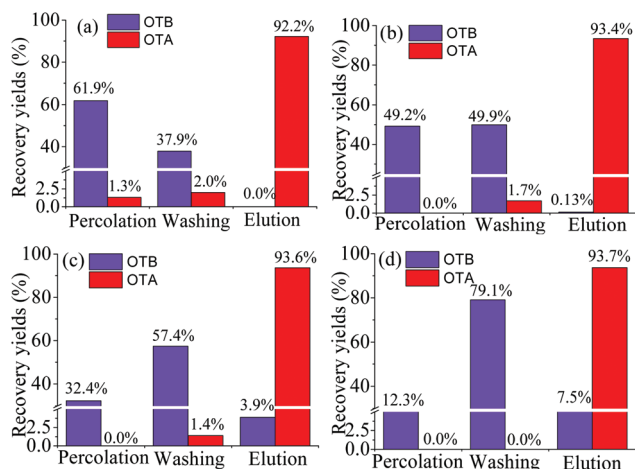 (a)
OTB
OTA
Recovery yields (%)
100
80
60
40
2.5
0.0
61.9%
1.3%
37.9%
2.0%
0.0%
92.2%
Percolation Washing Elution
(b)
OTB
OTA
Recovery yields (%)
100
80
60
40
2.5
0.0
49.2%
0.0%
49.9%
1.7%
0.13%
93.4%
Percolation Washing Elution
(c)
OTB
OTA
Recovery yields (%)
100
80
60
40
2.5
0.0
32.4%
0.0%
57.4%
1.4%
3.9%
93.6%
Percolation Washing Elution
(d)
OTB
OTA
Recovery yields (%)
100
80
60
40
2.5
0.0
12.3%
0.0%
79.1%
0.0%
7.5%
93.7%
Percolation Washing Elution